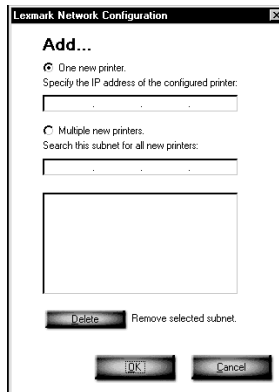 Lexmark Network Configuration
Add...
One new printer.
Specify the IP address of the configured printer:
. . .
Multiple new printers.
Search this subnet for all new printers:
. . .
Delete Remove selected subnet.
OK Cancel